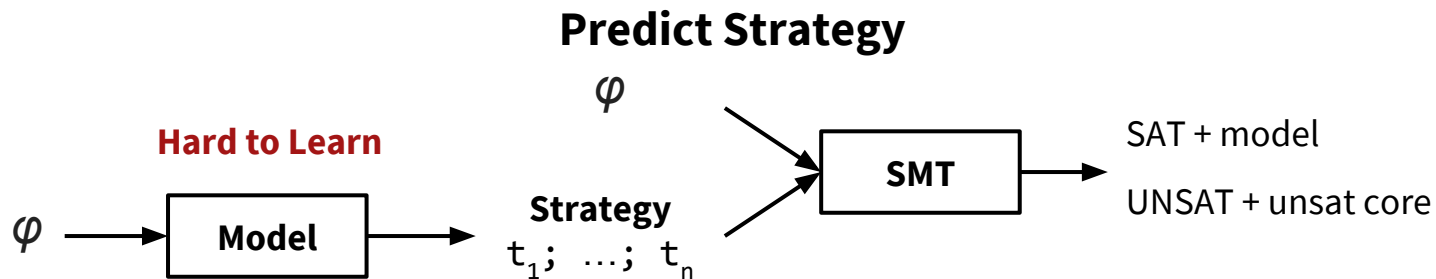 Predict Strategy
φ
Hard to Learn
SAT + model
SMT
UNSAT + unsat core
Strategy
φ
Model
t₁; …; tₙ